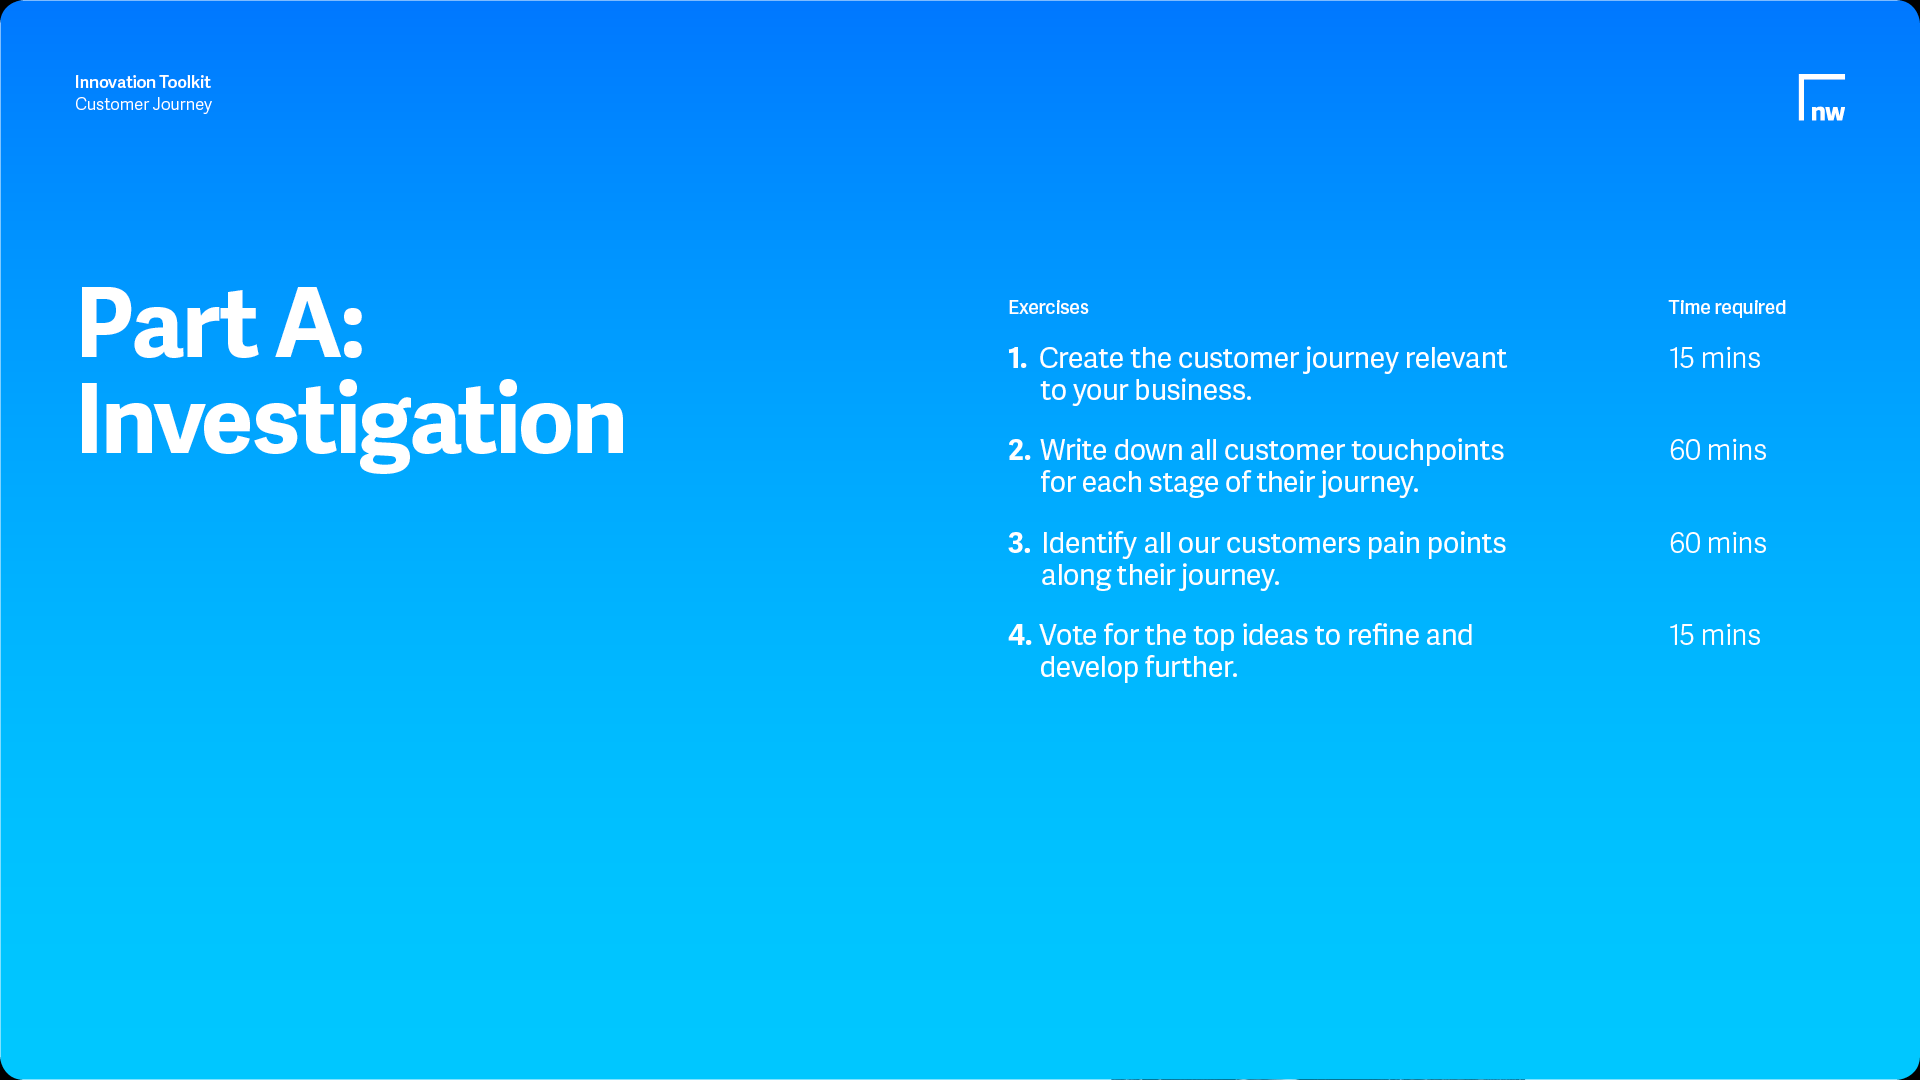 Innovation Toolkit
Customer Journey
nw
Part A:
Investigation
Exercises
Time required
1. Create the customer journey relevant
to your business.
15 mins
2. Write down all customer touchpoints
for each stage of their journey.
60 mins
3. Identify all our customers pain points
along their journey.
60 mins
4. Vote for the top ideas to refine and
develop further.
15 mins